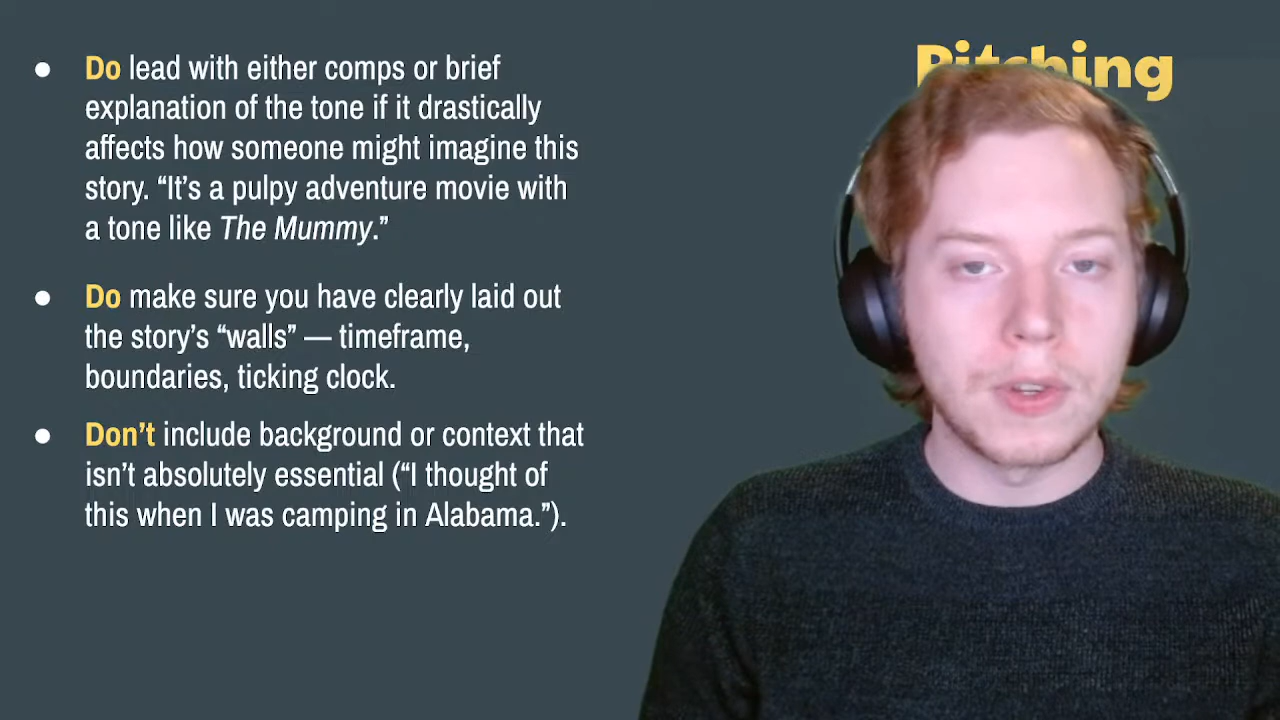 Pitching
● Do lead with either comps or brief
explanation of the tone if it drastically
affects how someone might imagine this
story. “It’s a pulpy adventure movie with
a tone like The Mummy.”
● Do make sure you have clearly laid out
the story’s “walls” — timeframe,
boundaries, ticking clock.
● Don’t include background or context that
isn’t absolutely essential (“I thought of
this when I was camping in Alabama.”).